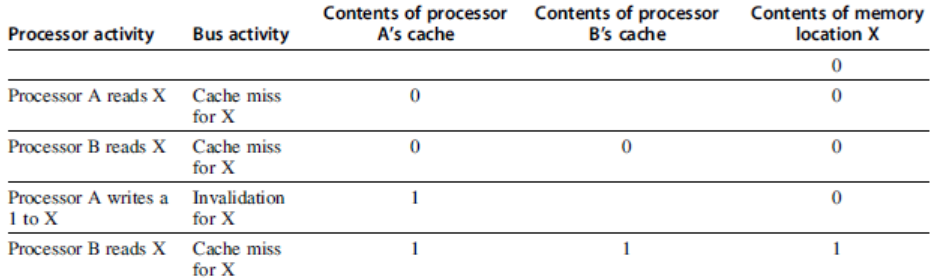 Processor activity Bus activity Contents of processor A's cache Contents of processor B's cache Contents of memory location X
0
Processor A reads X Cache miss for X 0 0
Processor B reads X Cache miss for X 0 0 0
Processor A writes a 1 to X Invalidation for X 1 0
Processor B reads X Cache miss for X 1 1 1